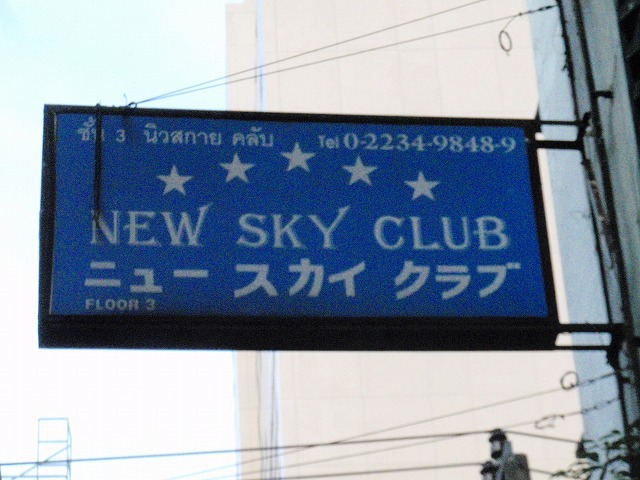 ชั้น 3 นิวสกาย คลับ Tel 0-2234-9848-9
NEW SKY CLUB
ニュー スカイ クラブ
FLOOR 3